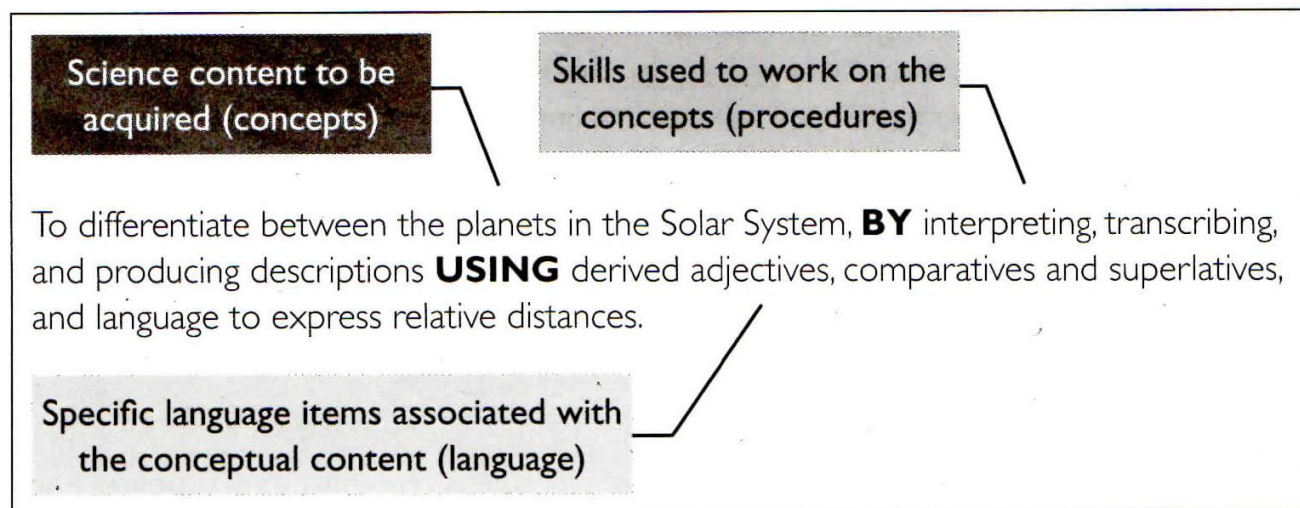 Science content to be
acquired (concepts)
Skills used to work on the
concepts (procedures)
To differentiate between the planets in the Solar System, BY interpreting, transcribing,
and producing descriptions USING derived adjectives, comparatives and superlatives,
and language to express relative distances.
Specific language items associated with
the conceptual content (language)